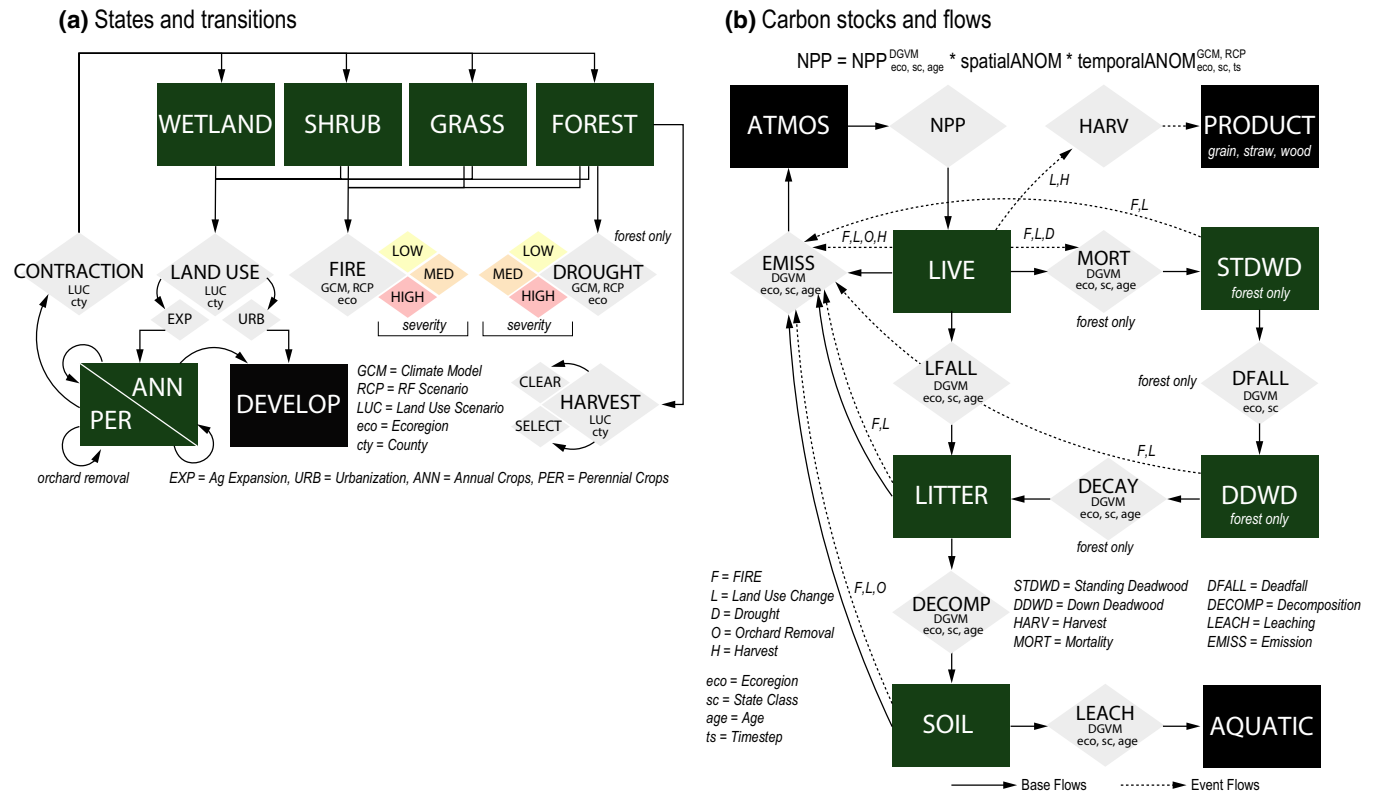 (a) States and transitions
WETLAND
SHRUB
GRASS
FOREST
CONTRACTION
LUC
cty
LAND USE
LUC
cty
EXP
URB
FIRE
GCM, RCP
eco
LOW
MED
HIGH
severity
LOW
MED
HIGH
severity
forest only
DROUGHT
GCM, RCP
eco
ANN
PER
orchard removal
DEVELOP
GCM = Climate Model
RCP = RF Scenario
LUC = Land Use Scenario
eco = Ecoregion
cty = County
CLEAR
SELECT
HARVEST
LUC
cty
EXP = Ag Expansion, URB = Urbanization, ANN = Annual Crops, PER = Perennial Crops
(b) Carbon stocks and flows
NPP = NPP DGVM eco, sc, age * spatialANOM * temporalANOM GCM, RCP eco, sc, ts
ATMOS
NPP
HARV
PRODUCT
grain, straw, wood
L,H
F,L
F,L,O,H
F,L,D
EMISS
DGVM
eco, sc, age
LIVE
MORT
DGVM
eco, sc, age
forest only
STDWD
forest only
LFALL
DGVM
eco, sc, age
forest only
DFALL
DGVM
eco, sc
F,L
F,L
LITTER
DECAY
DGVM
eco, sc, age
forest only
DDWD
forest only
F,L,O
DECOMP
DGVM
eco, sc, age
F = FIRE
L = Land Use Change
D = Drought
O = Orchard Removal
H = Harvest
eco = Ecoregion
sc = State Class
age = Age
ts = Timestep
STDWD = Standing Deadwood
DDWD = Down Deadwood
HARV = Harvest
MORT = Mortality
DFALL = Deadfall
DECOMP = Decomposition
LEACH = Leaching
EMISS = Emission
SOIL
LEACH
DGVM
eco, sc, age
AQUATIC
Base Flows
Event Flows